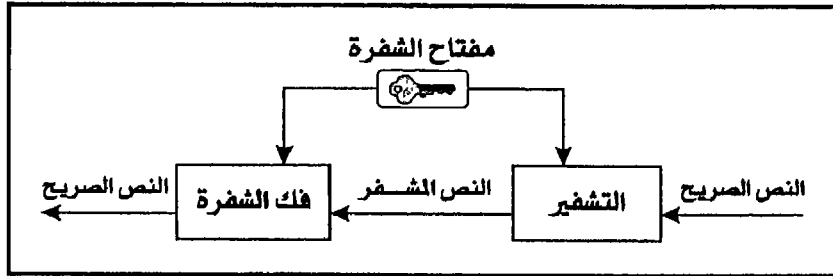 مفتاح الشفرة
النص الصريح
التشفير
النص المشفر
فك الشفرة
النص الصريح